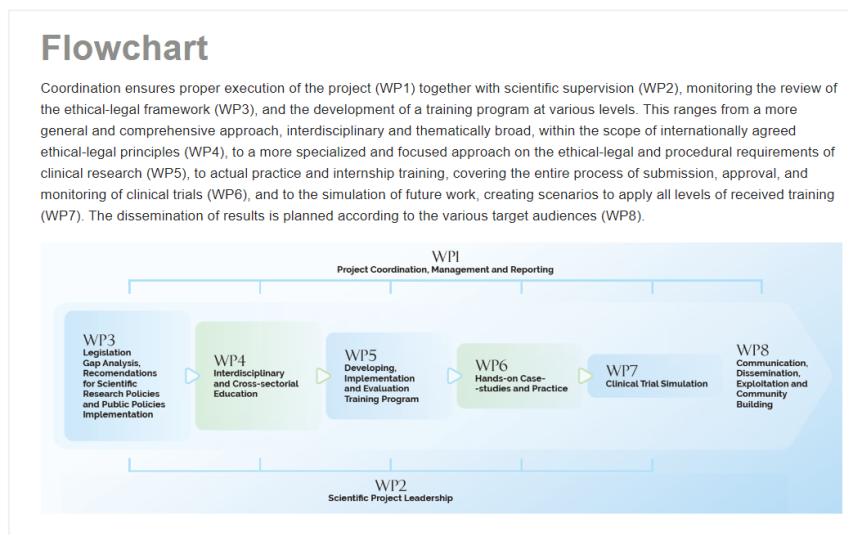 Flowchart
Coordination ensures proper execution of the project (WP1) together with scientific supervision (WP2), monitoring the review of
the ethical-legal framework (WP3), and the development of a training program at various levels. This ranges from a more
general and comprehensive approach, interdisciplinary and thematically broad, within the scope of internationally agreed
ethical-legal principles (WP4), to a more specialized and focused approach on the ethical-legal and procedural requirements of
clinical research (WP5), to actual practice and internship training, covering the entire process of submission, approval, and
monitoring of clinical trials (WP6), and to the simulation of future work, creating scenarios to apply all levels of received training
(WP7). The dissemination of results is planned according to the various target audiences (WP8).
WP1
Project Coordination, Management and Reporting
WP3
Legislation
Gap Analysis,
Recomendations
for Scientific
Research Policies
and Public Policies
Implementation
WP4
Interdisciplinary
and Cross-sectorial
Education
WP5
Developing,
Implementation
and Evaluation
Training Program
WP6
Hands-on Case-
-studies and Practice
WP7
Clinical Trial Simulation
WP8
Communication,
Dissemination,
Exploitation and
Community
Building
WP2
Scientific Project Leadership